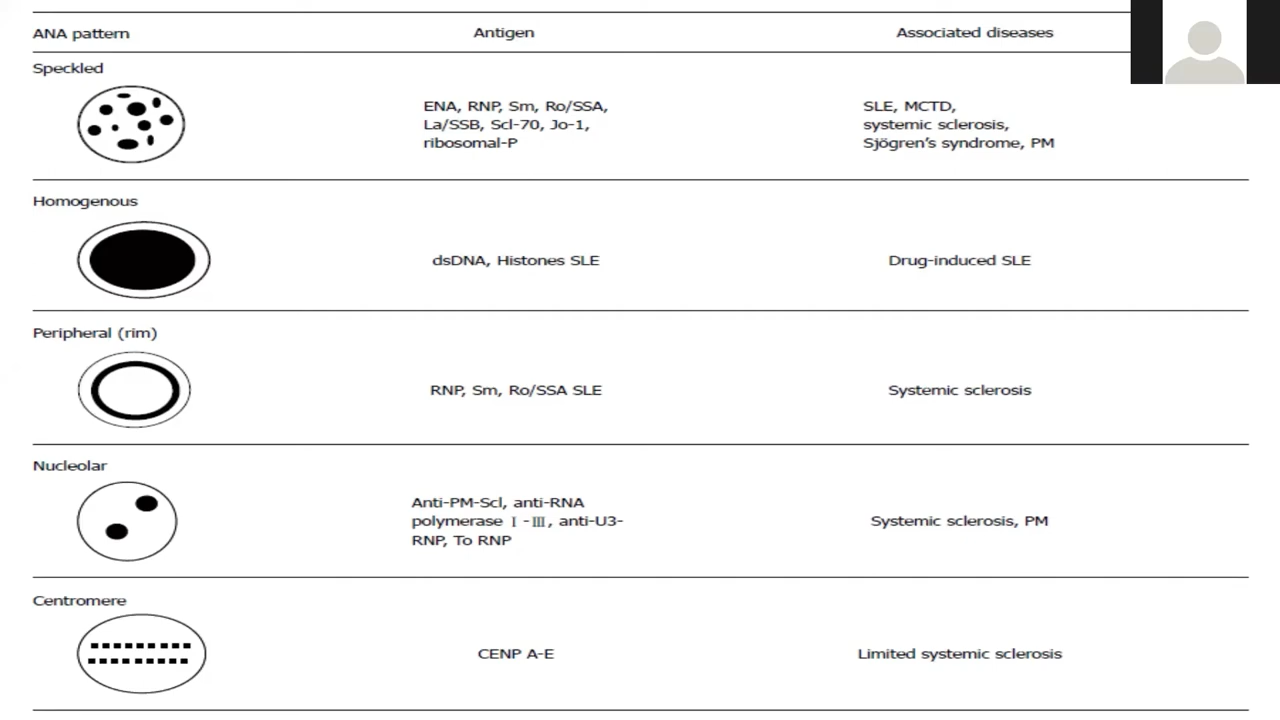 ANA pattern Antigen Associated diseases
Speckled
ENA, RNP, Sm, Ro/SSA,
La/SSB, Scl-70, Jo-1,
ribosomal-P
SLE, MCTD,
systemic sclerosis,
Sjögren's syndrome, PM
Homogenous
dsDNA, Histones SLE
Drug-induced SLE
Peripheral (rim)
RNP, Sm, Ro/SSA SLE
Systemic sclerosis
Nucleolar
Anti-PM-Scl, anti-RNA
polymerase Ⅰ-Ⅲ, anti-U3-
RNP, To RNP
Systemic sclerosis, PM
Centromere
CENP A-E
Limited systemic sclerosis